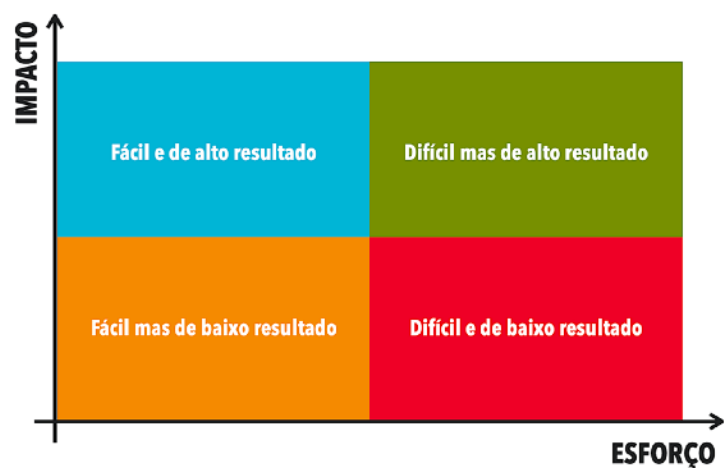 IMPACTO
Fácil e de alto resultado
Difícil mas de alto resultado
Fácil mas de baixo resultado
Difícil e de baixo resultado
ESFORÇO